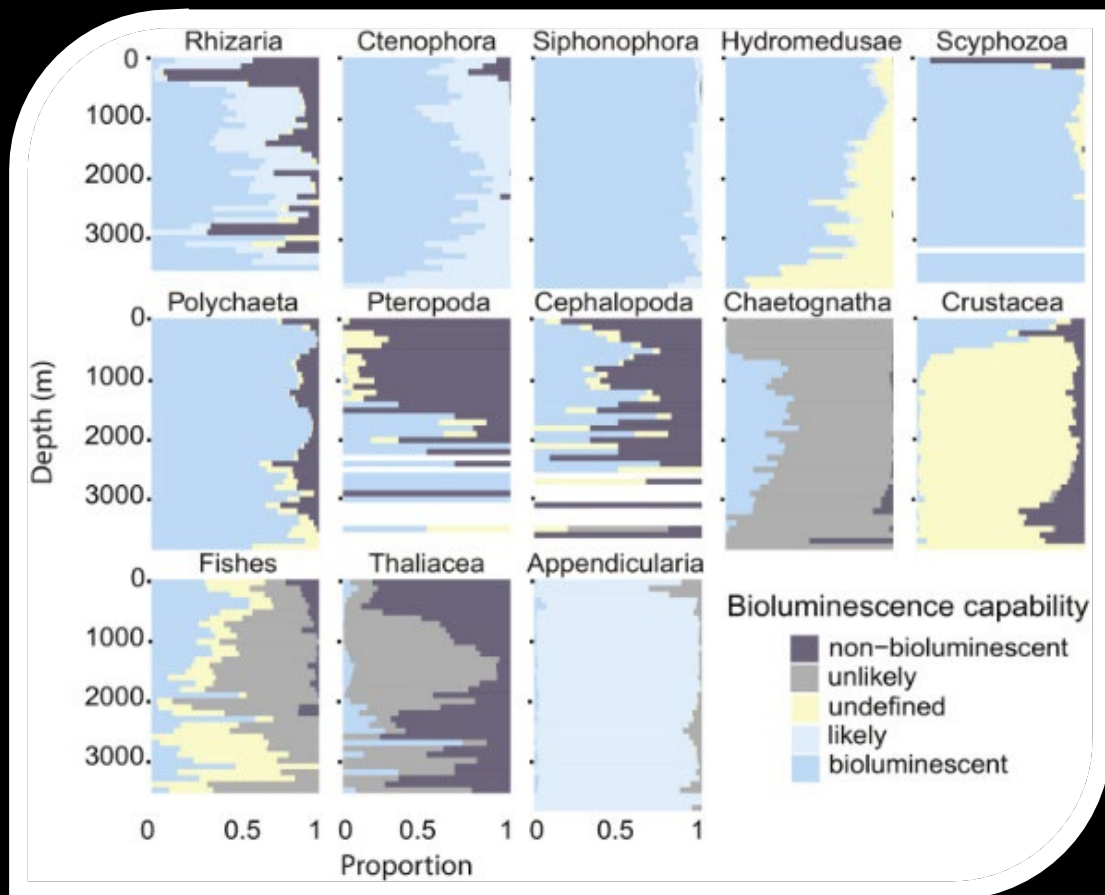 Rhizaria Ctenophora Siphonophora Hydromedusae Scyphozoa
0
1000
2000
3000
Polychaeta Pteropoda Cephalopoda Chaetognatha Crustacea
0
1000
2000
3000
Depth (m)
Fishes Thaliacea Appendicularia
0
1000
2000
3000
0 0.5 1 0 0.5 1 0 0.5 1
Proportion
Bioluminescence capability
non-bioluminescent
unlikely
undefined
likely
bioluminescent